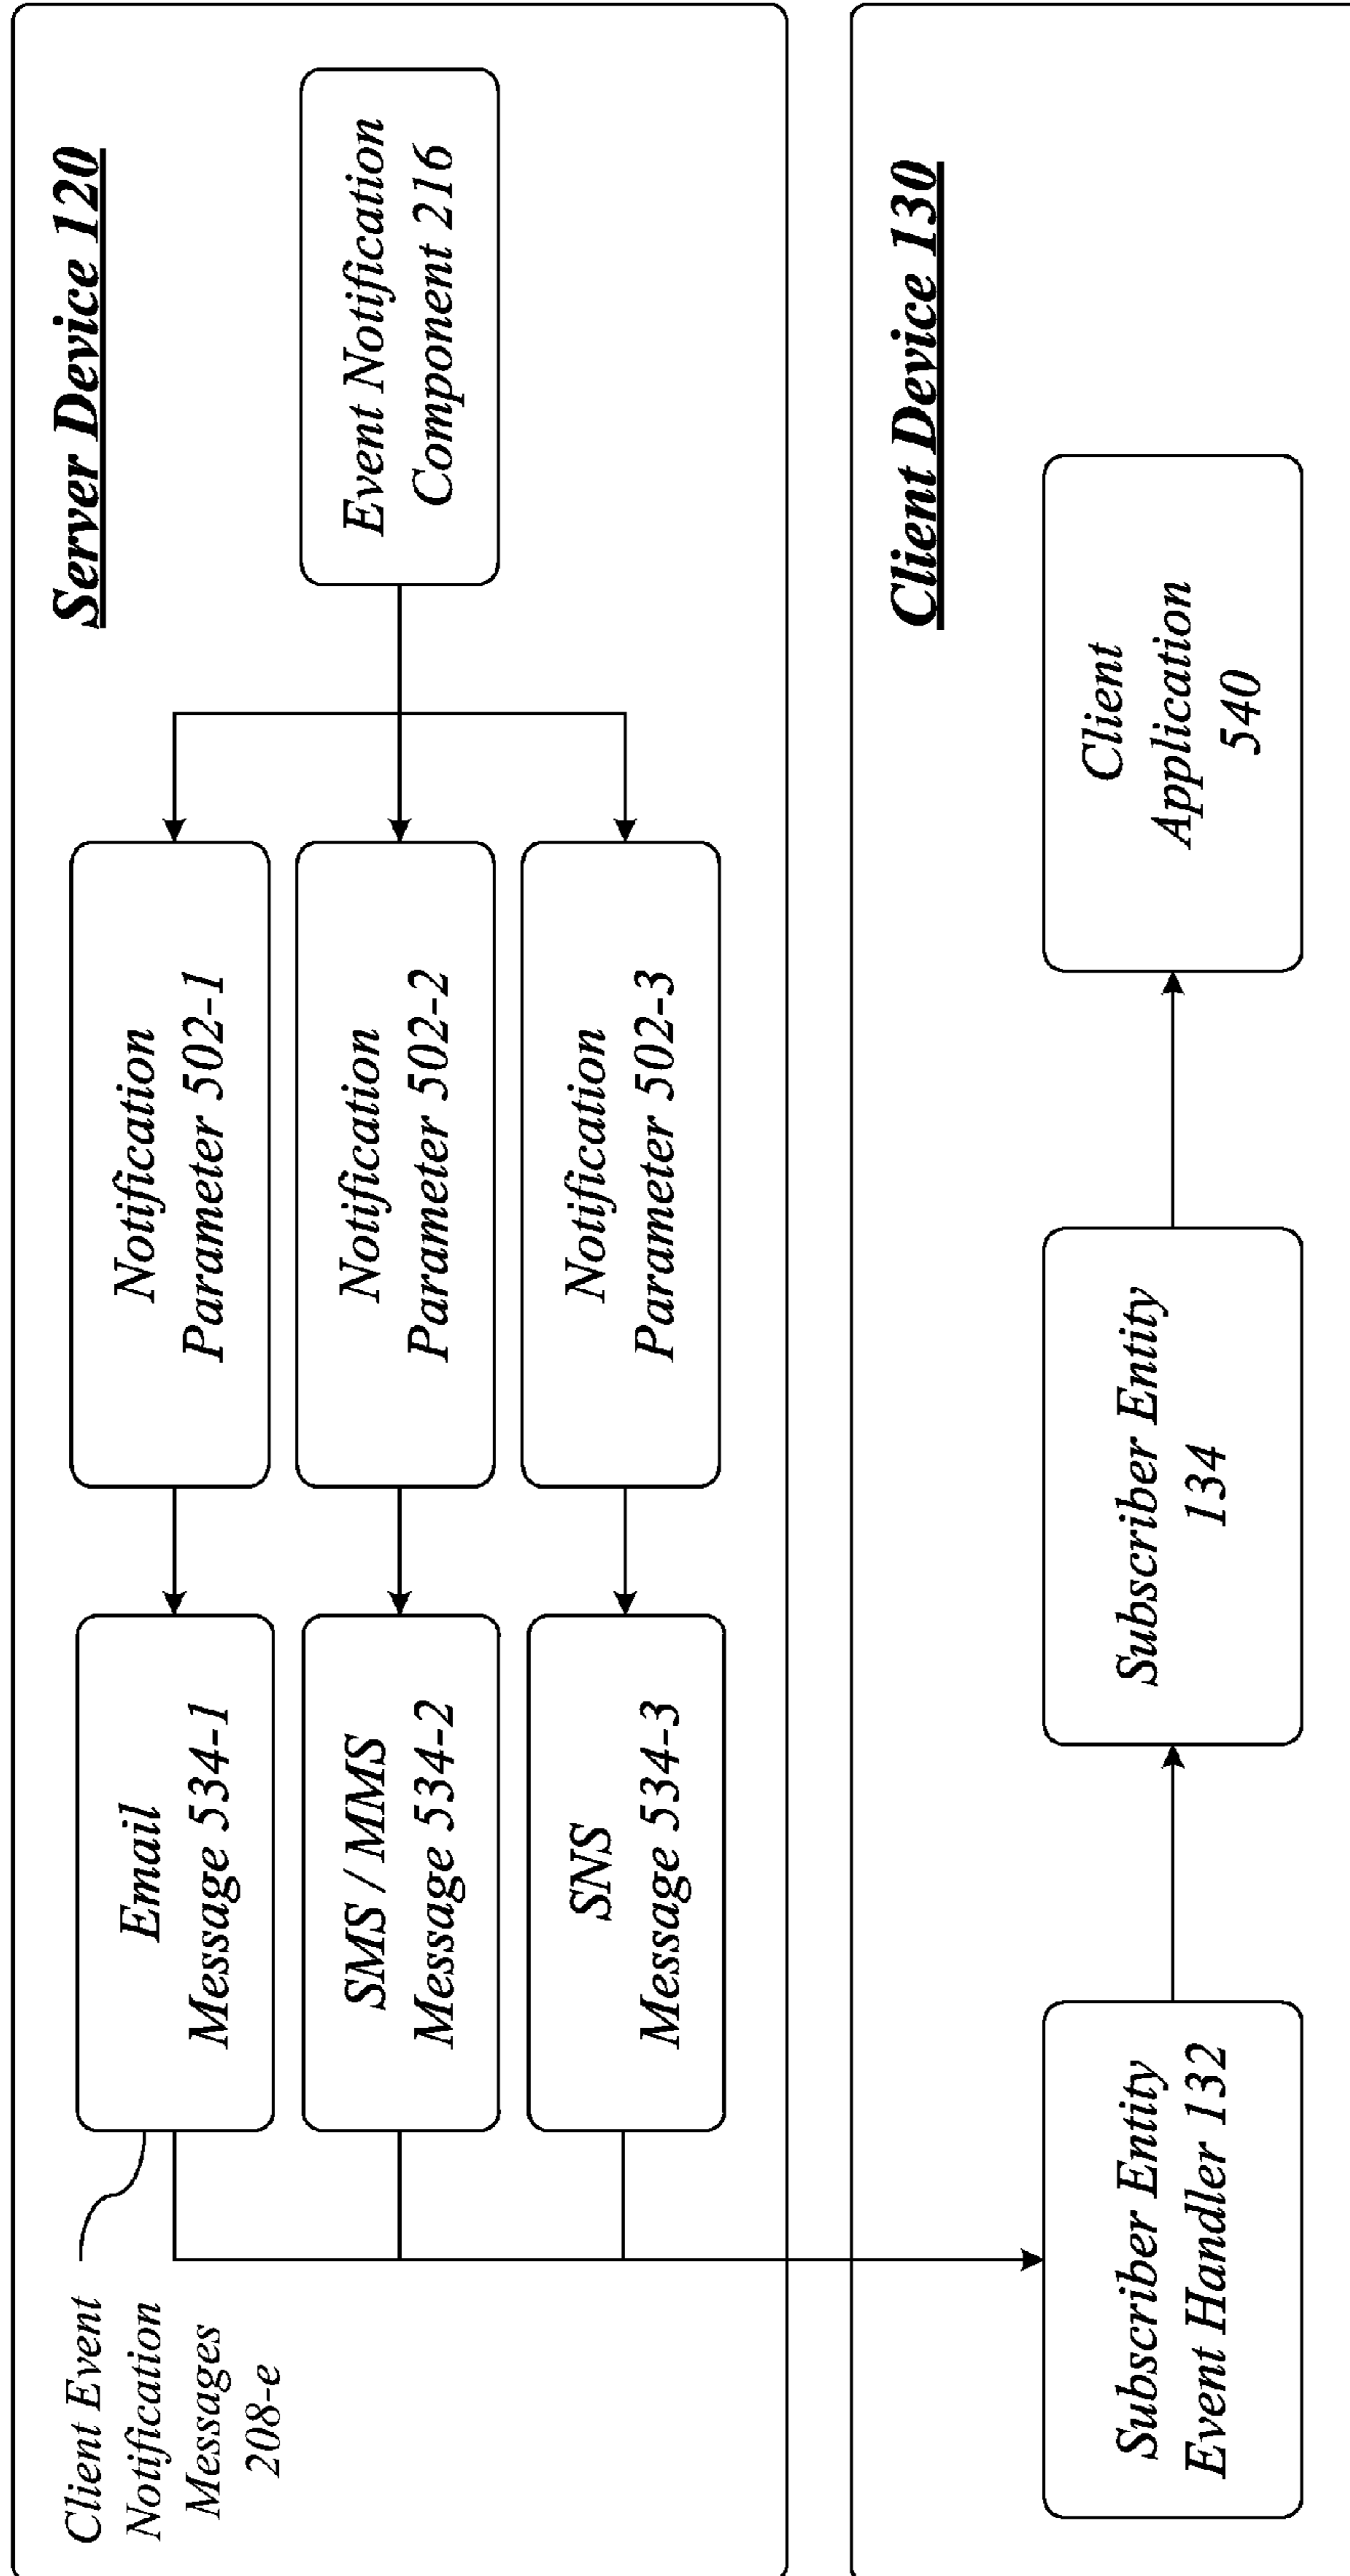 Server Device 120
Client Event
Notification
Messages
208-e
Email
Message 534-1
Notification
Parameter 502-1
SMS / MMS
Message 534-2
Notification
Parameter 502-2
Event Notification
Component 216
SNS
Message 534-3
Notification
Parameter 502-3
Client Device 130
Subscriber Entity
Event Handler 132
Subscriber Entity
134
Client
Application
540